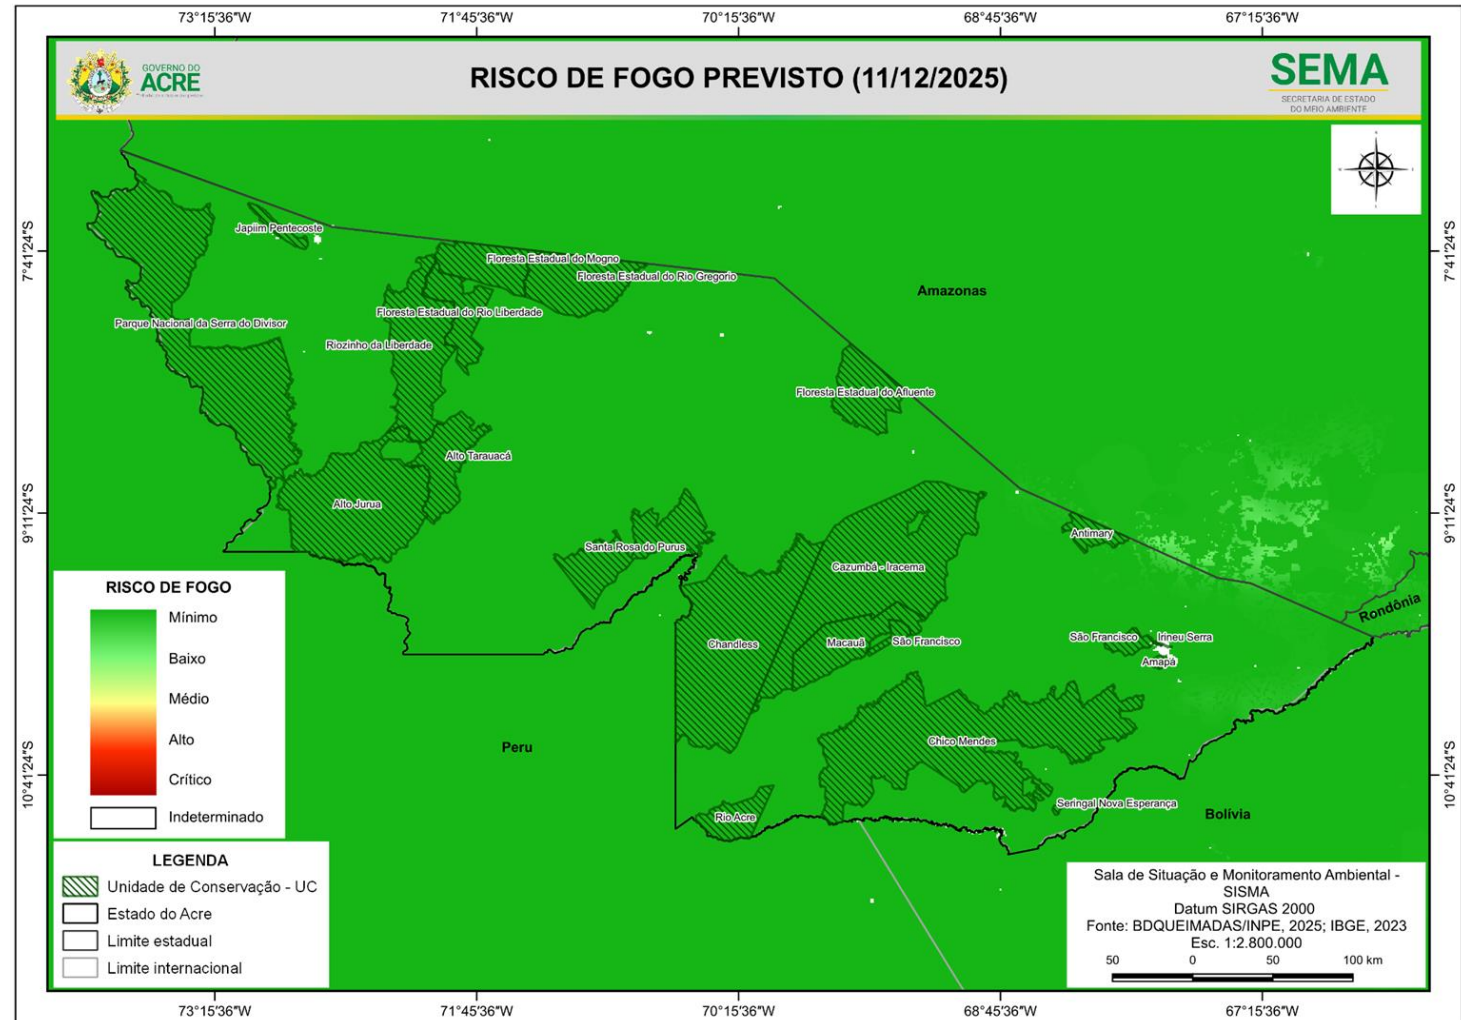 73°15'36"W
71°45'36"W
70°15'36"W
68°45'36"W
67°15'36"W
GOVERNO DO
ACRE
RISCO DE FOGO PREVISTO (11/12/2025)
SEMA
SECRETARIA DE ESTADO
DO MEIO AMBIENTE
7°41'24"S
7°41'24"S
Japiim Pentecoste
Floresta Estadual do Mogno
Floresta Estadual do Rio Gregorio
Amazonas
Floresta Estadual do Rio Liberdade
Parque Nacional da Serra do Divisor
Riozinho da Liberdade
Floresta Estadual do Afluente
Alto Tarauacá
Alto Jurua
9°11'24"S
9°11'24"S
Antimary
Santa Rosa do Purus
Cazumbá - Iracema
Rondônia
Chandless
Macauã
São Francisco
São Francisco
Irineu Serra
Amapá
Chico Mendes
Peru
10°41'24"S
10°41'24"S
Seringal Nova Esperança
Rio Acre
Bolívia
RISCO DE FOGO
Mínimo
Baixo
Médio
Alto
Crítico
Indeterminado
LEGENDA
Unidade de Conservação - UC
Estado do Acre
Limite estadual
Limite internacional
Sala de Situação e Monitoramento Ambiental -
SISMA
Datum SIRGAS 2000
Fonte: BDQUEIMADAS/INPE, 2025; IBGE, 2023
Esc. 1:2.800.000
50 0 50 100 km
73°15'36"W
71°45'36"W
70°15'36"W
68°45'36"W
67°15'36"W